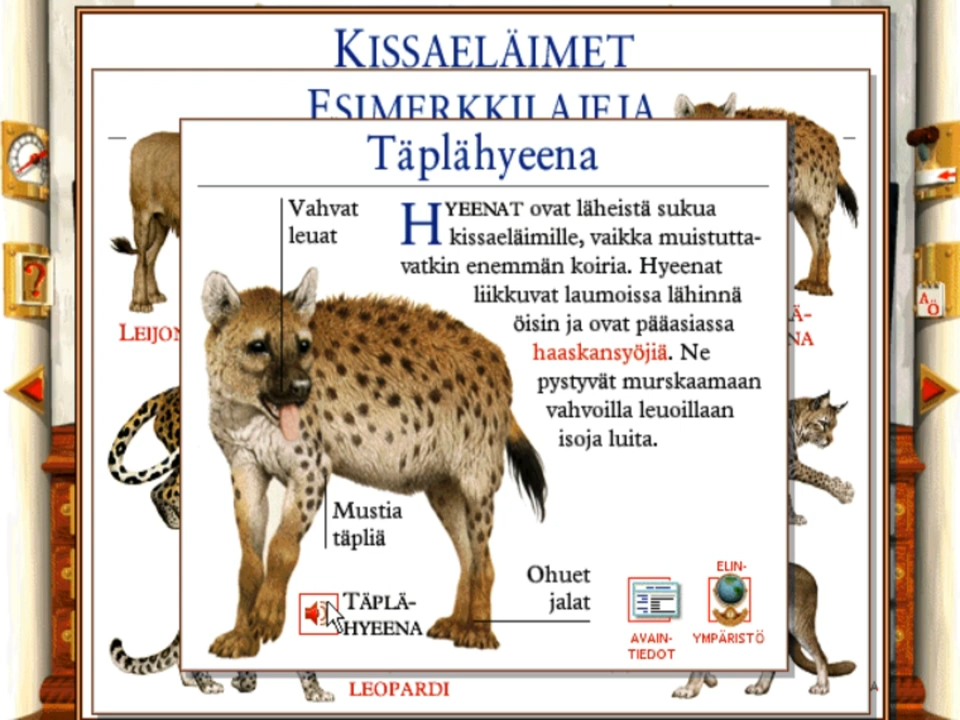 KISSAELÄIMET
ESIMERKKILAJEJA
Täplähyeena
Vahvat
leuat
HYEENAT ovat läheistä sukua
kissaeläimille, vaikka muistutta-
vatkin enemmän koiria. Hyeenat
liikkuvat laumoissa lähinnä
öisin ja ovat pääasiassa
haaskansyöjiä. Ne
pystyvät murskaamaan
vahvoilla leuoillaan
isoja luita.
LEIJON
Ä-
NA
A
Ö
Mustia
täpliä
Ohuet
jalat
TÄPLÄ-
HYEENA
AVAIN-
TIEDOT
ELIN-
YMPÄRISTÖ
LEOPARDI
A